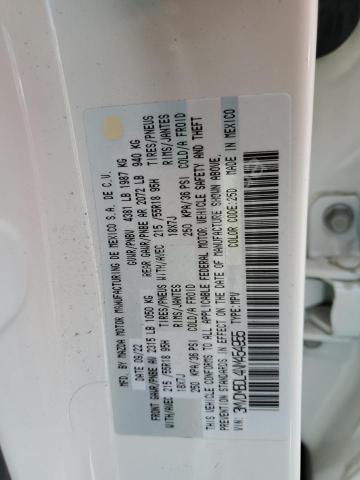 BY MAZDA MOTOR MANUFACTURING DE MEXICO S.A. DE C.V.
DATE 09/22 GVWR/PNBV 4381 LB 1987 KG
FRONT GAWR/PNBE AV 2315 LB 1050 KG REAR GAWR/PNBE AR 2072 LB 940 KG
WITH/AVEC 215/55R18 95H TIRES/PNEUS WITH/AVEC 215/55R18 95H TIRES/PNEUS
18X7J RIMS/JANTES 18X7J RIMS/JANTES
250 KPA/36 PSI COLD/A FROID 250 KPA/36 PSI COLD/A FROID
THIS VEHICLE CONFORMS TO ALL APPLICABLE FEDERAL MOTOR VEHICLE SAFETY AND THEFT
PREVENTION STANDARDS IN EFFECT ON THE DATE OF MANUFACTURE SHOWN ABOVE.
VIN: TYPE:MPV COLOR CODE:25D MADE IN MEXICO